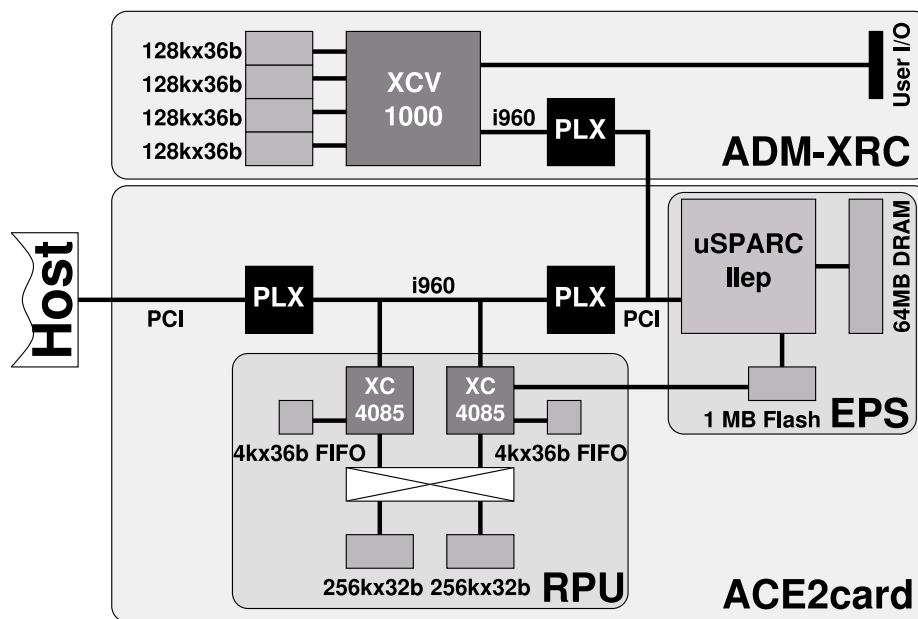 128kx36b
128kx36b
128kx36b
128kx36b
XCV
1000
i960
PLX
User I/O
ADM-XRC
Host
PCI
PLX
i960
PLX
PCI
uSPARC
IIep
64MB DRAM
1 MB Flash
EPS
XC
4085
XC
4085
4kx36b FIFO
4kx36b FIFO
256kx32b
256kx32b
RPU
ACE2card